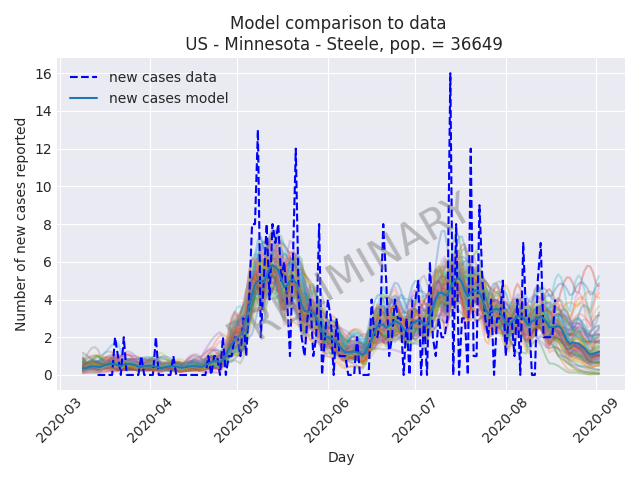 Model comparison to data
US - Minnesota - Steele, pop. = 36649
new cases data
new cases model
PRELIMINARY
Number of new cases reported
16
14
12
10
8
6
4
2
0
2020-03
2020-04
2020-05
2020-06
2020-07
2020-08
2020-09
Day